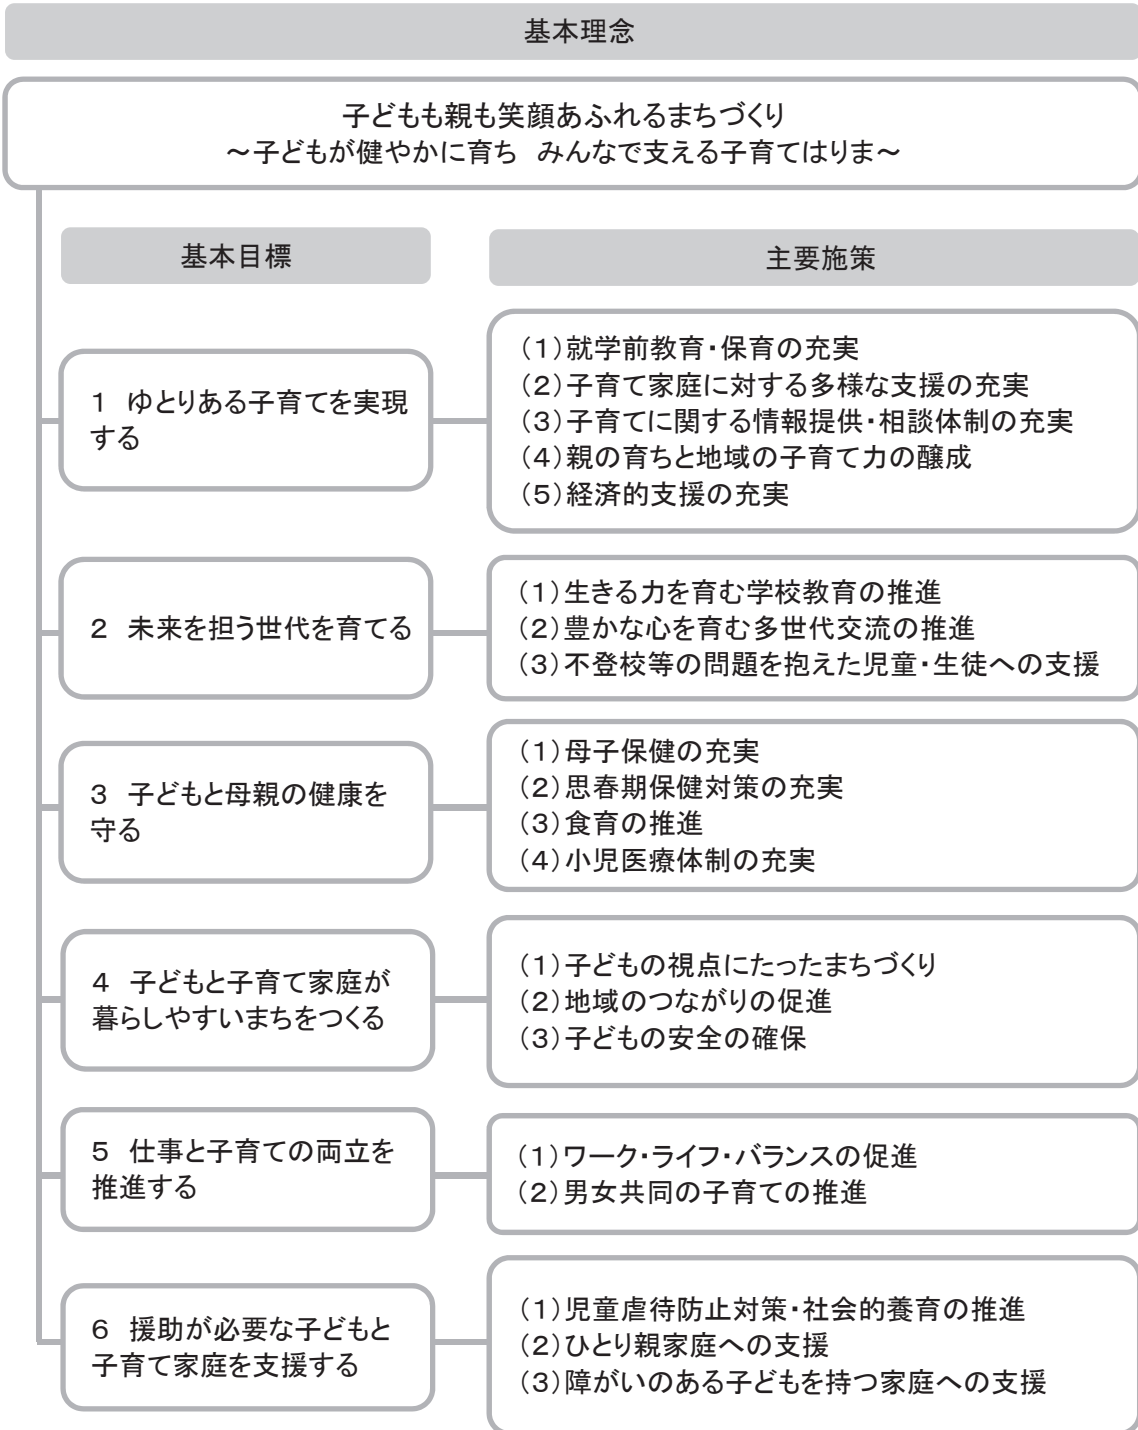 基本理念
子どもも親も笑顔あふれるまちづくり
～子どもが健やかに育ち　みんなで支える子育てはりま～
基本目標
主要施策
1　ゆとりある子育てを実現
する
（1）就学前教育・保育の充実
（2）子育て家庭に対する多様な支援の充実
（3）子育てに関する情報提供・相談体制の充実
（4）親の育ちと地域の子育て力の醸成
（5）経済的支援の充実
2　未来を担う世代を育てる
（1）生きる力を育む学校教育の推進
（2）豊かな心を育む多世代交流の推進
（3）不登校等の問題を抱えた児童・生徒への支援
3　子どもと母親の健康を
守る
（1）母子保健の充実
（2）思春期保健対策の充実
（3）食育の推進
（4）小児医療体制の充実
4　子どもと子育て家庭が
暮らしやすいまちをつくる
（1）子どもの視点にたったまちづくり
（2）地域のつながりの促進
（3）子どもの安全の確保
5　仕事と子育ての両立を
推進する
（1）ワーク・ライフ・バランスの促進
（2）男女共同の子育ての推進
6　援助が必要な子どもと
子育て家庭を支援する
（1）児童虐待防止対策・社会的養育の推進
（2）ひとり親家庭への支援
（3）障がいのある子どもを持つ家庭への支援